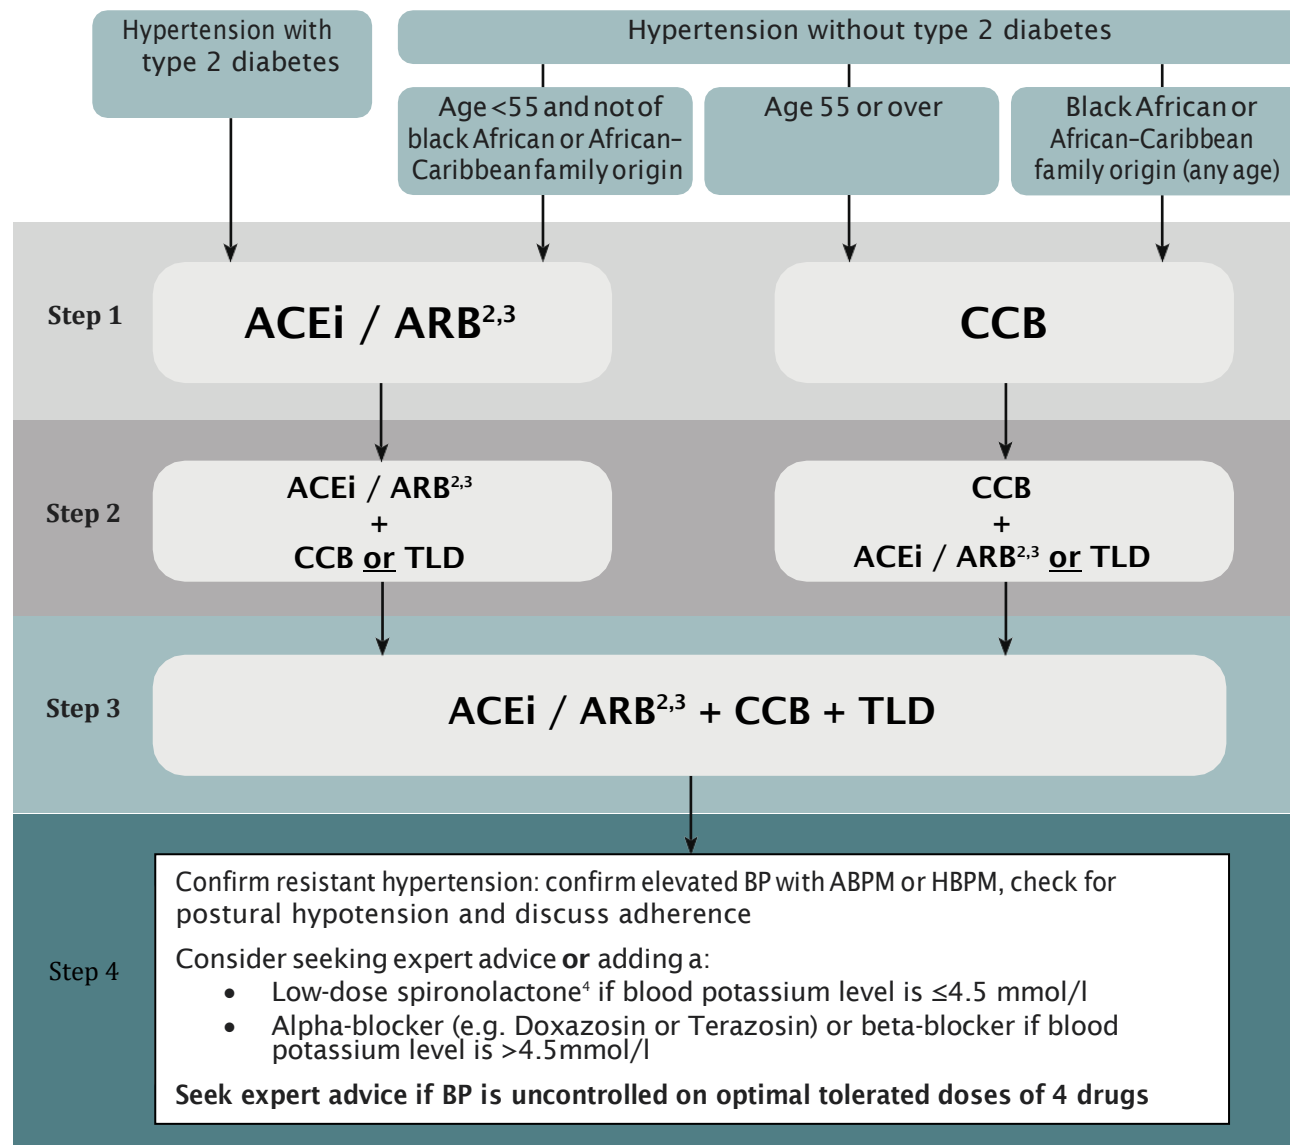 Hypertension with
type 2 diabetes
Hypertension without type 2 diabetes
Age <55 and not of
black African or African-
Caribbean family origin
Age 55 or over
Black African or
African-Caribbean
family origin (any age)
Step 1
ACEi / ARB²,³
CCB
Step 2
ACEi / ARB²,³
+
CCB or TLD
CCB
+
ACEi / ARB²,³ or TLD
Step 3
ACEi / ARB²,³ + CCB + TLD
Step 4
Confirm resistant hypertension: confirm elevated BP with ABPM or HBPM, check for
postural hypotension and discuss adherence
Consider seeking expert advice or adding a:
• Low-dose spironolactone⁴ if blood potassium level is ≤4.5 mmol/l
• Alpha-blocker (e.g. Doxazosin or Terazosin) or beta-blocker if blood
potassium level is >4.5mmol/l
Seek expert advice if BP is uncontrolled on optimal tolerated doses of 4 drugs